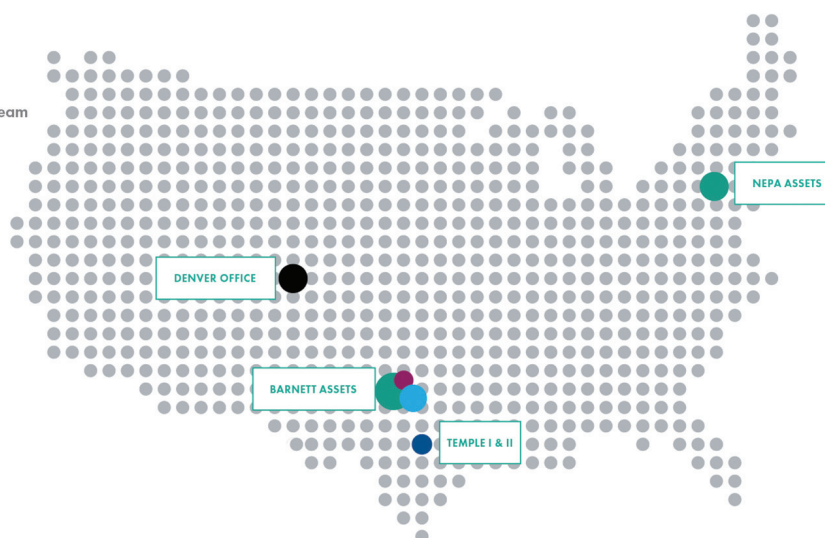 eam
NEPA ASSETS
DENVER OFFICE
BARNETT ASSETS
TEMPLE I & II